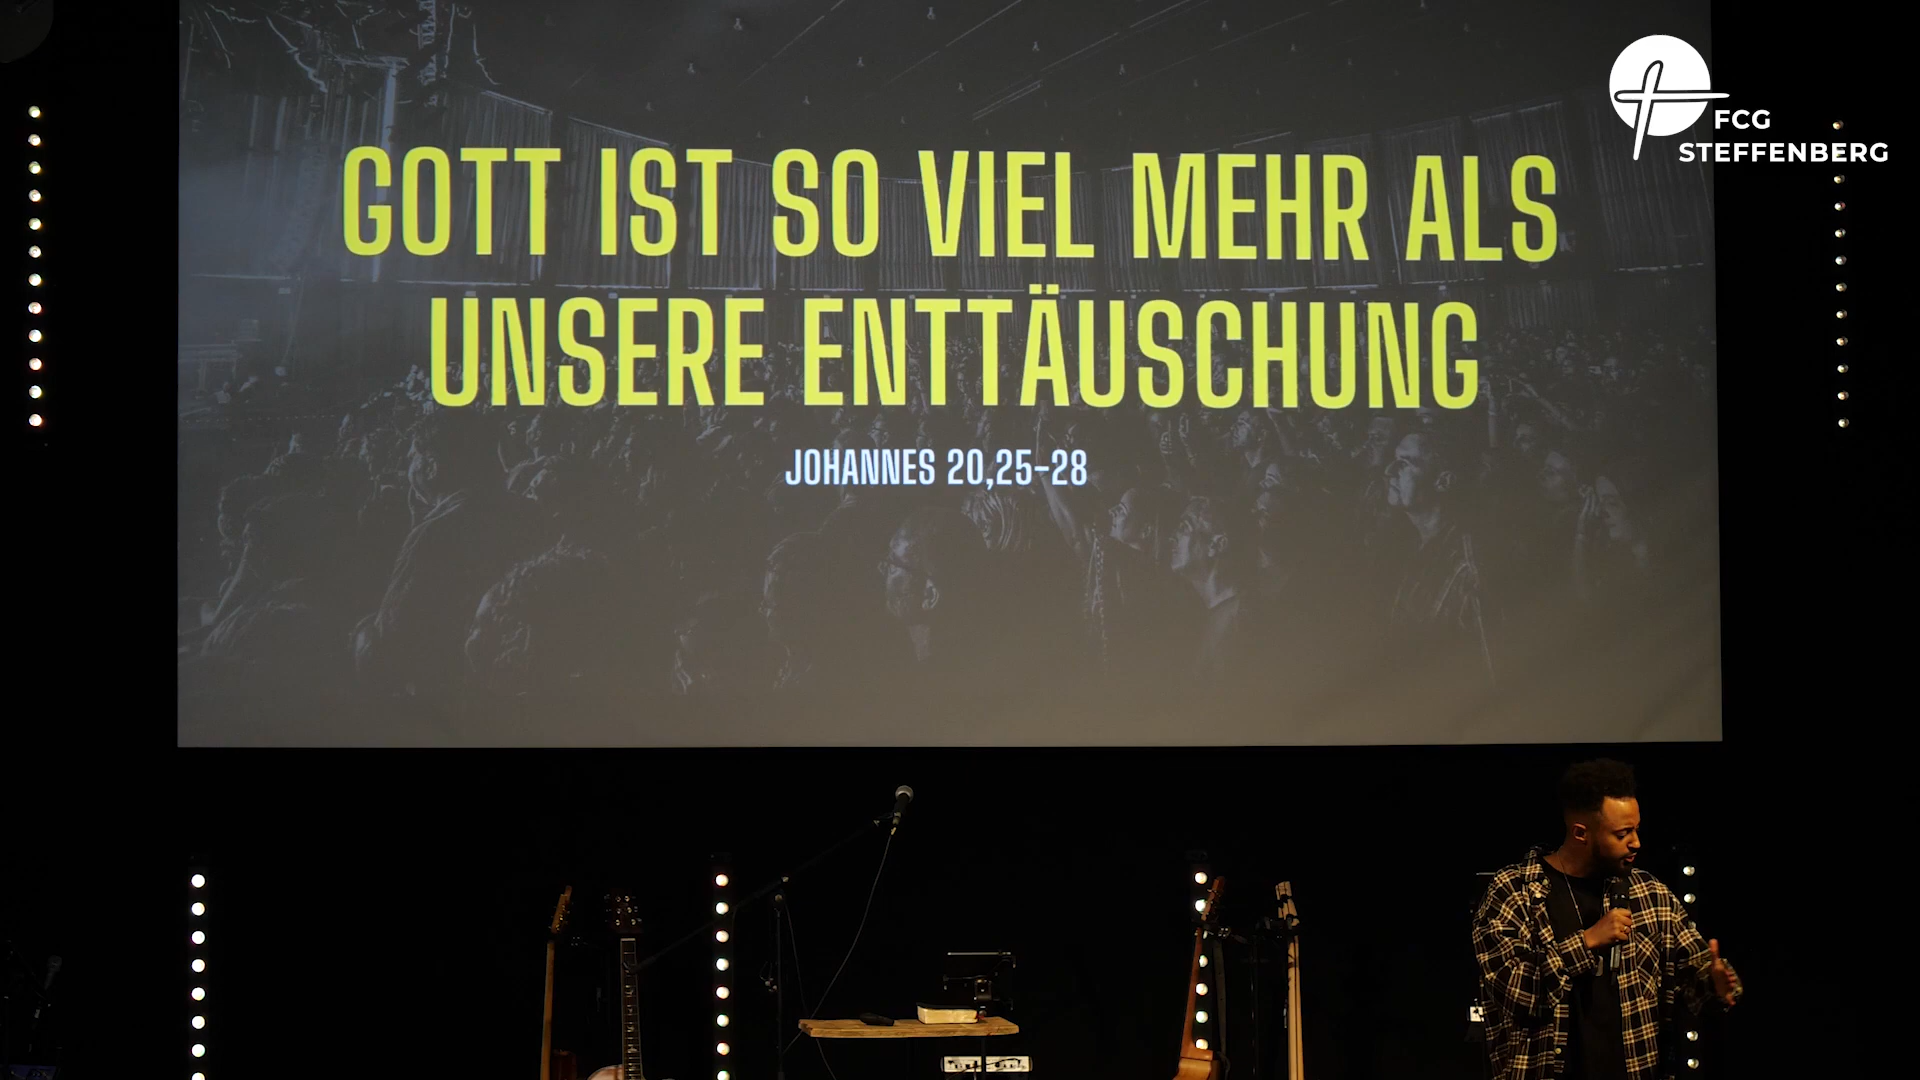 FCG
STEFFENBERG
GOTT IST SO VIEL MEHR ALS
UNSERE ENTTÄUSCHUNG
JOHANNES 20,25-28